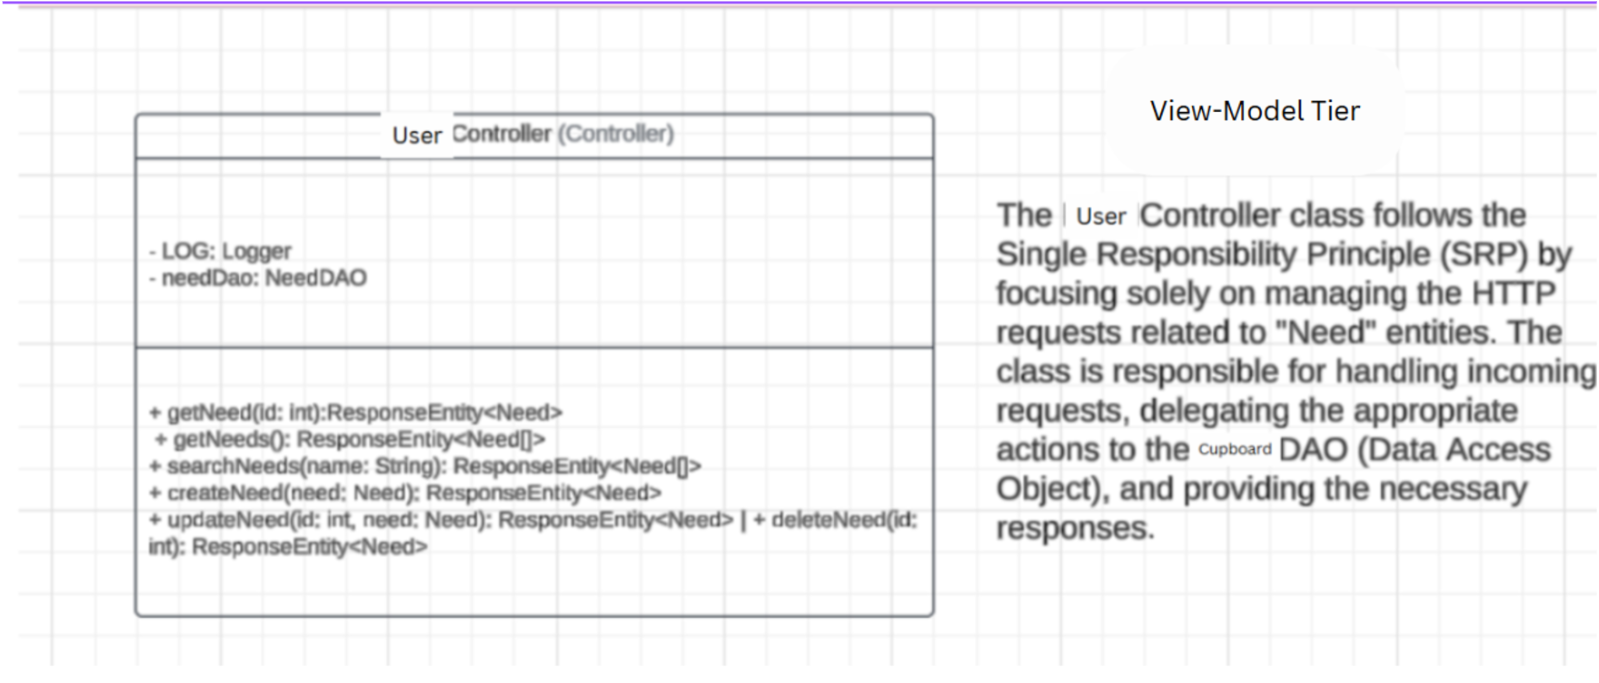 User Controller (Controller)
- LOG: Logger
- needDao: NeedDAO
+ getNeed(id: int):ResponseEntity<Need>
+ getNeeds(): ResponseEntity<Need[]>
+ searchNeeds(name: String): ResponseEntity<Need[]>
+ createNeed(need: Need): ResponseEntity<Need>
+ updateNeed(id: int, need: Need): ResponseEntity<Need> | + deleteNeed(id:
int): ResponseEntity<Need>
View-Model Tier
The User Controller class follows the
Single Responsibility Principle (SRP) by
focusing solely on managing the HTTP
requests related to "Need" entities. The
class is responsible for handling incoming
requests, delegating the appropriate
actions to the Cupboard DAO (Data Access
Object), and providing the necessary
responses.